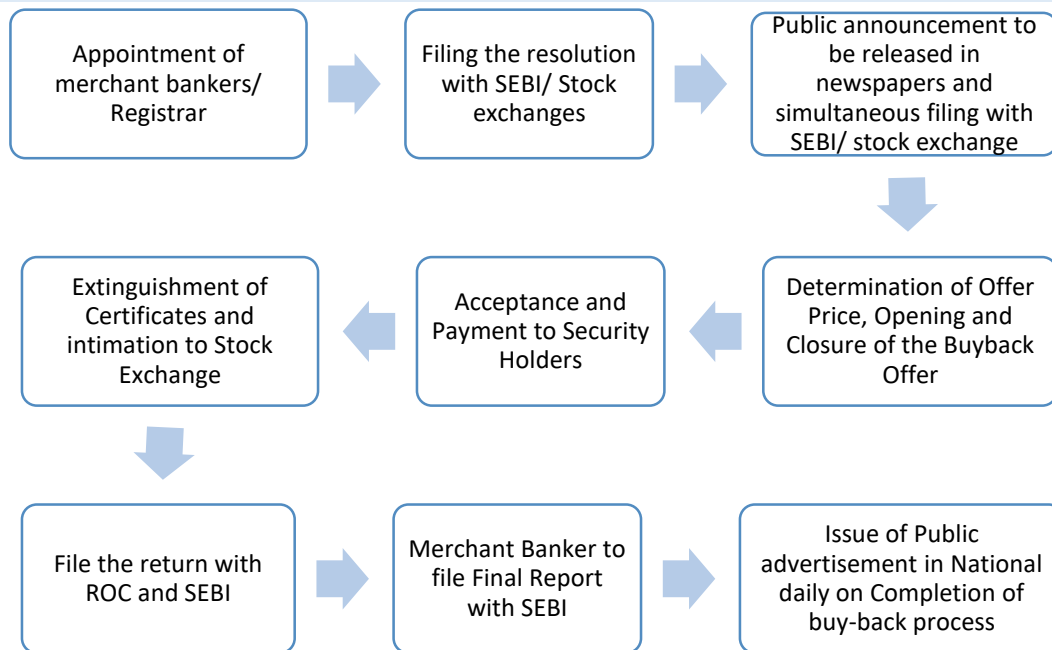 Appointment of
merchant bankers/
Registrar
Filing the resolution
with SEBI/ Stock
exchanges
Public announcement to
be released in
newspapers and
simultaneous filing with
SEBI/ stock exchange
Determination of Offer
Price, Opening and
Closure of the Buyback
Offer
Acceptance and
Payment to Security
Holders
Extinguishment of
Certificates and
intimation to Stock
Exchange
File the return with
ROC and SEBI
Merchant Banker to
file Final Report
with SEBI
Issue of Public
advertisement in National
daily on Completion of
buy-back process